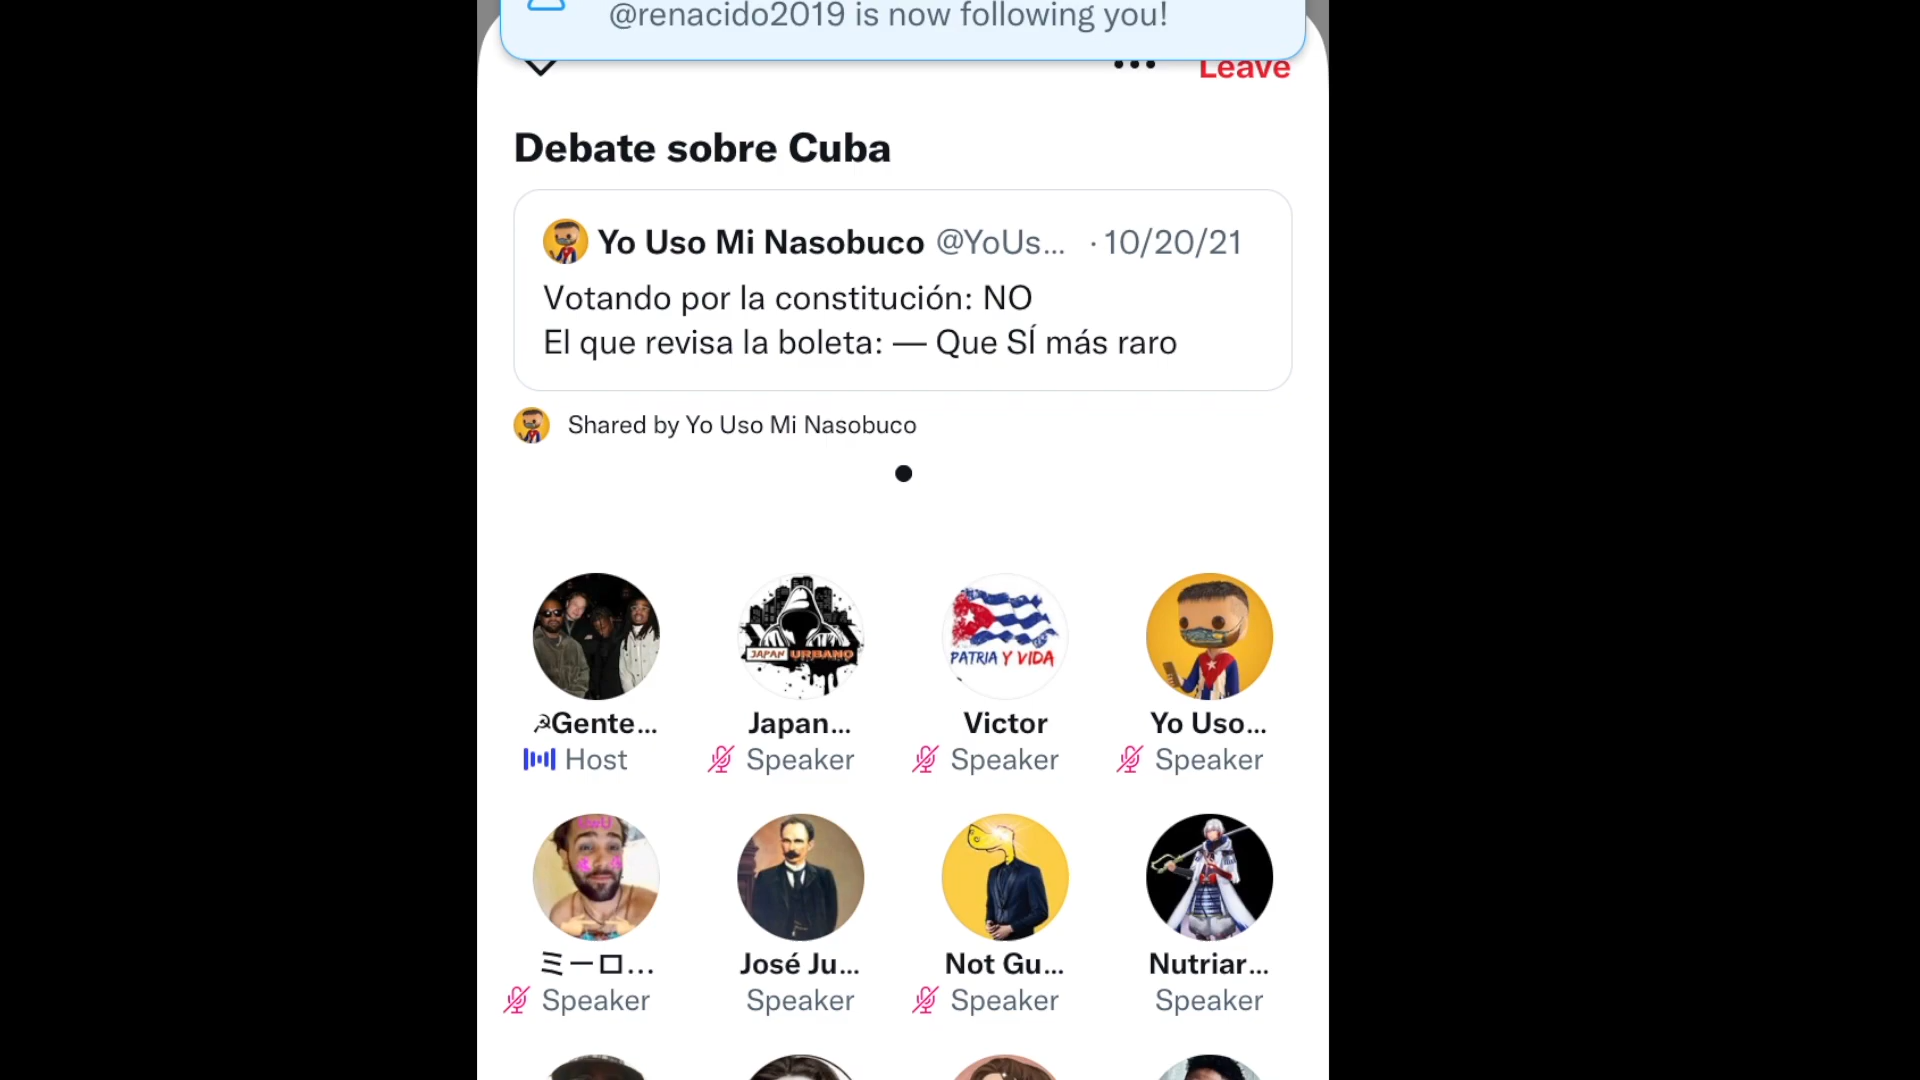 @renacido2019 is now following you!
Leave
Debate sobre Cuba
Yo Uso Mi Nasobuco @YoUs... · 10/20/21
Votando por la constitución: NO
El que revisa la boleta: — Que SÍ más raro
Shared by Yo Uso Mi Nasobuco
JAPAN URBANO
PATRIA Y VIDA
☭Gente... Japan... Victor Yo Uso...
Host Speaker Speaker Speaker
ミーロ... José Ju... Not Gu... Nutriar...
Speaker Speaker Speaker Speaker